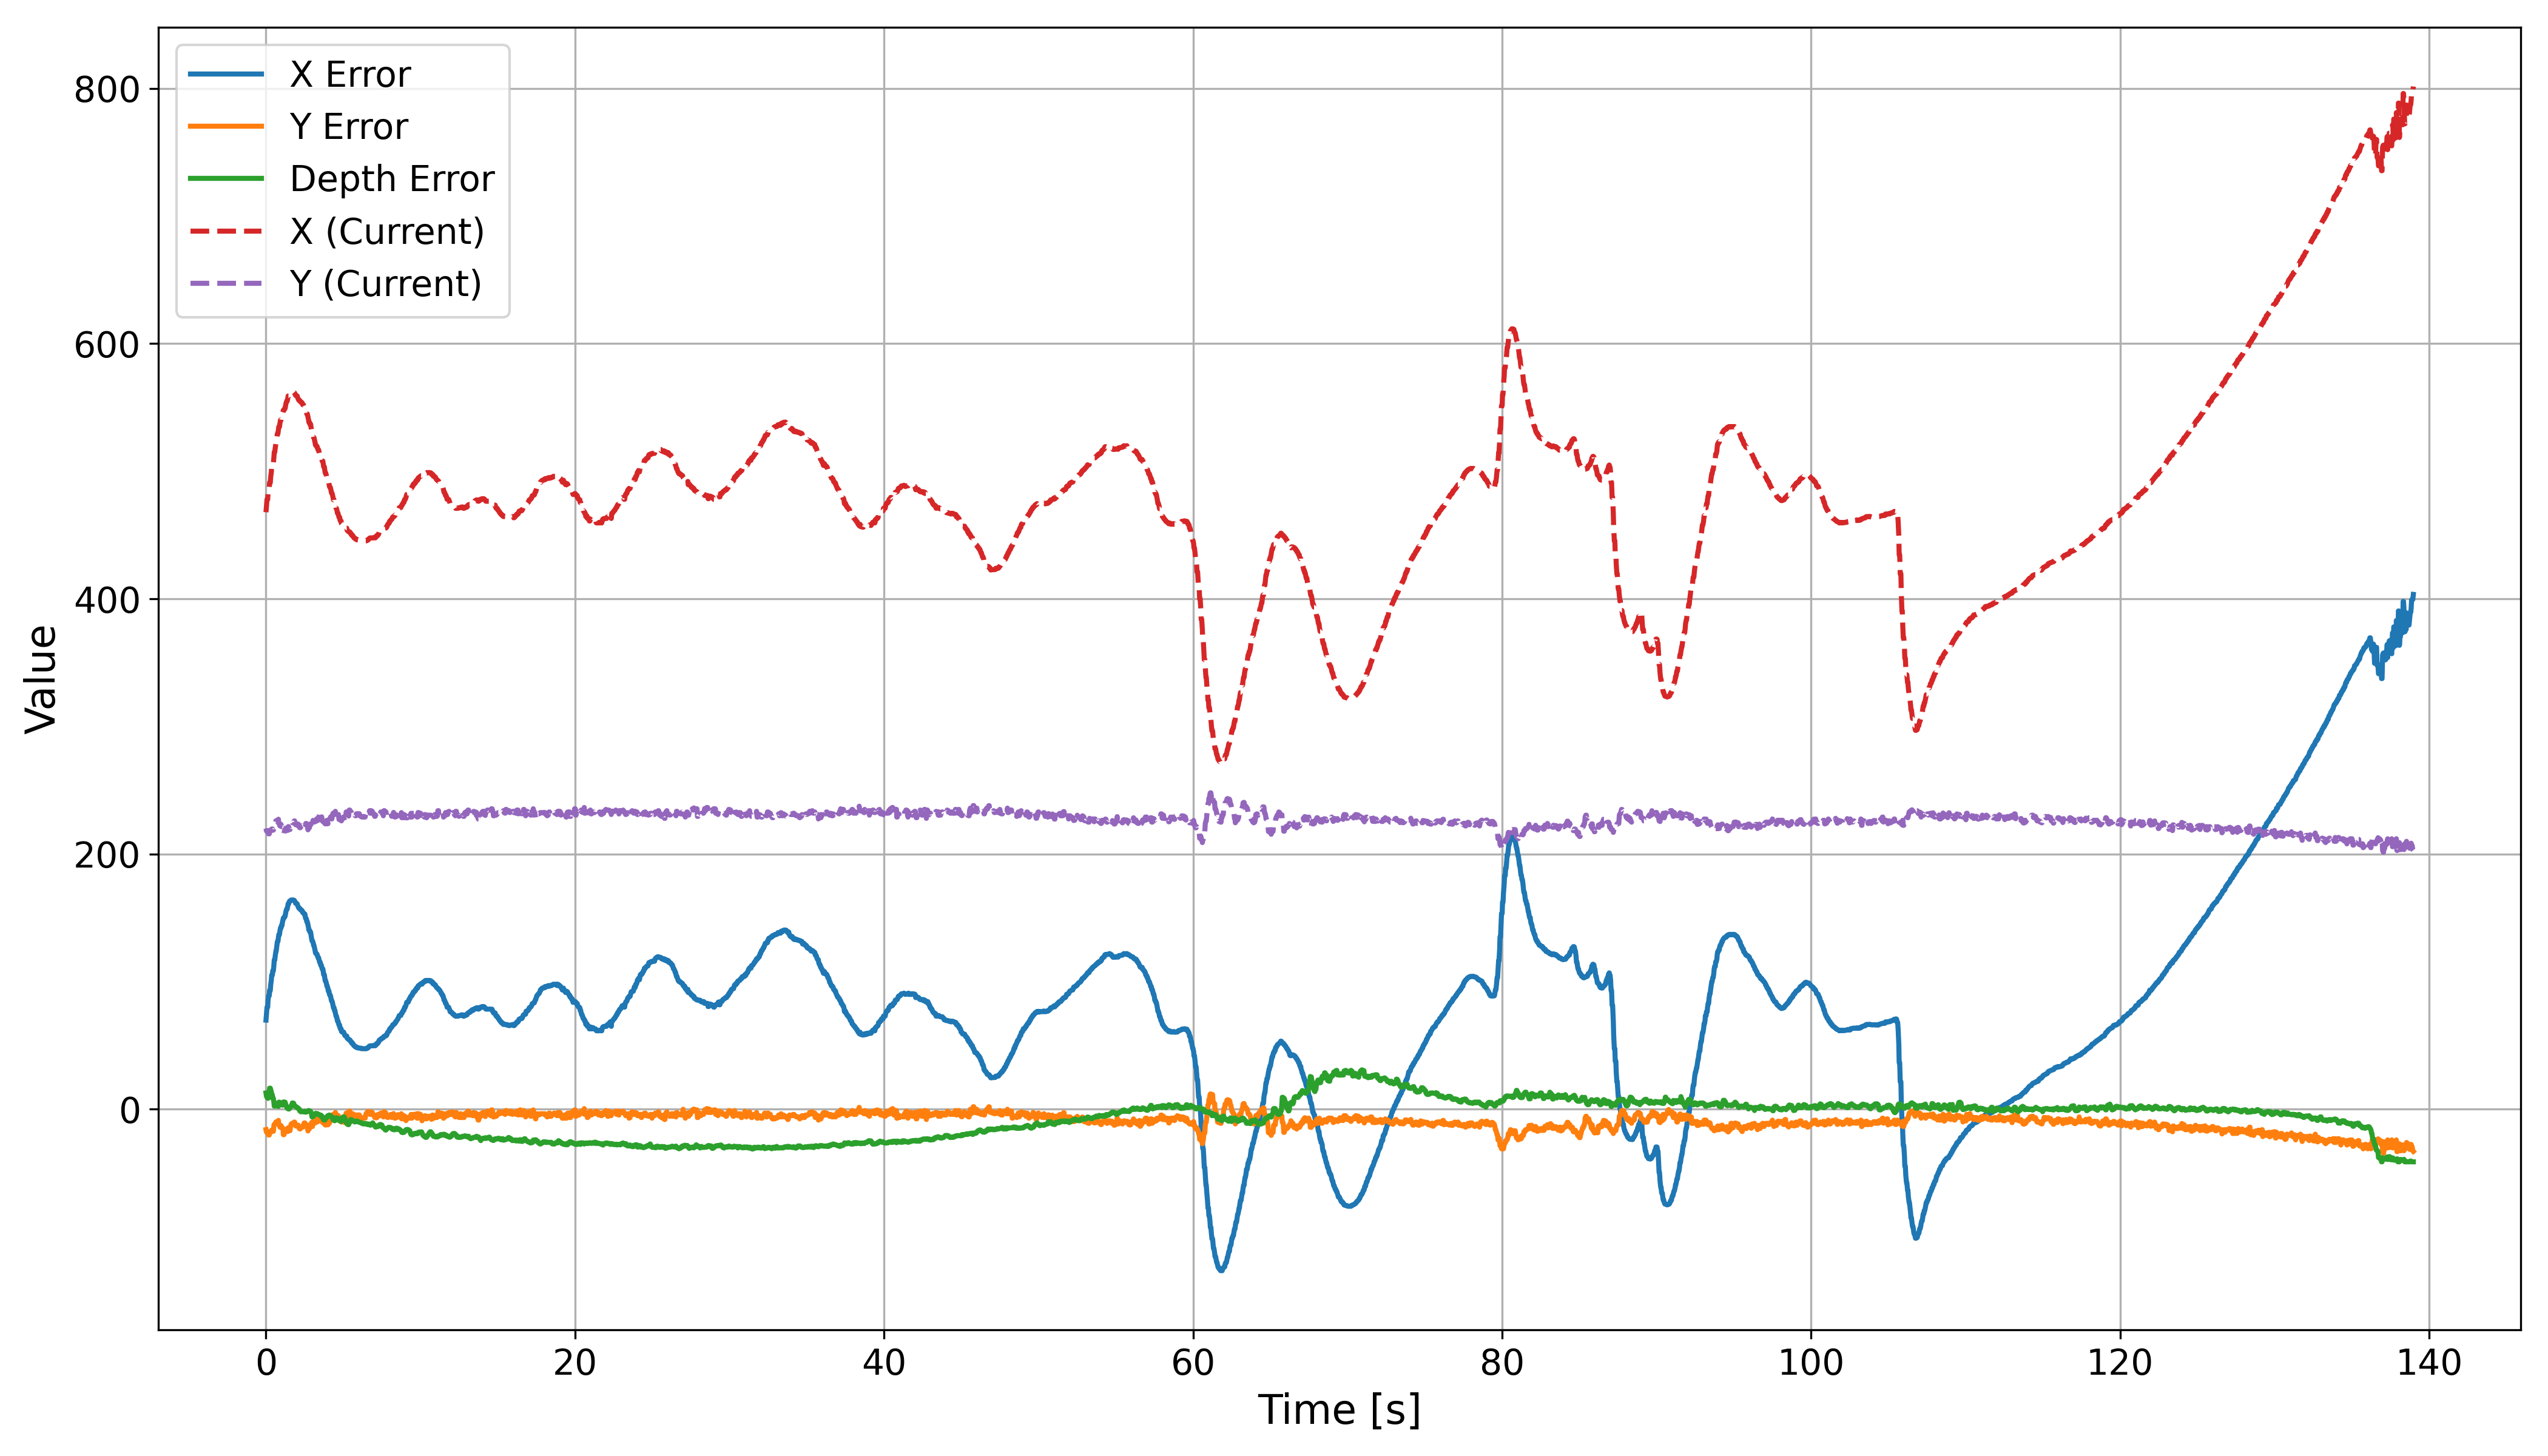 X Error
Y Error
Depth Error
X (Current)
Y (Current)
800
600
400
200
0
Value
0 20 40 60 80 100 120 140
Time [s]